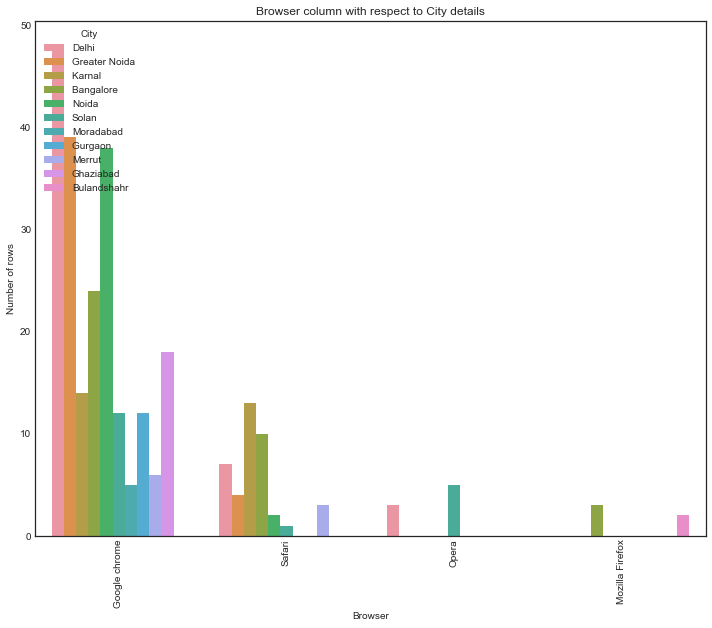 Browser column with respect to City details
50
40
30
20
10
0
Number of rows
City
Delhi
Greater Noida
Karnal
Bangalore
Noida
Solan
Moradabad
Gurgaon
Merrut
Ghaziabad
Bulandshahr
Google chrome
Safari
Opera
Mozilla Firefox
Browser